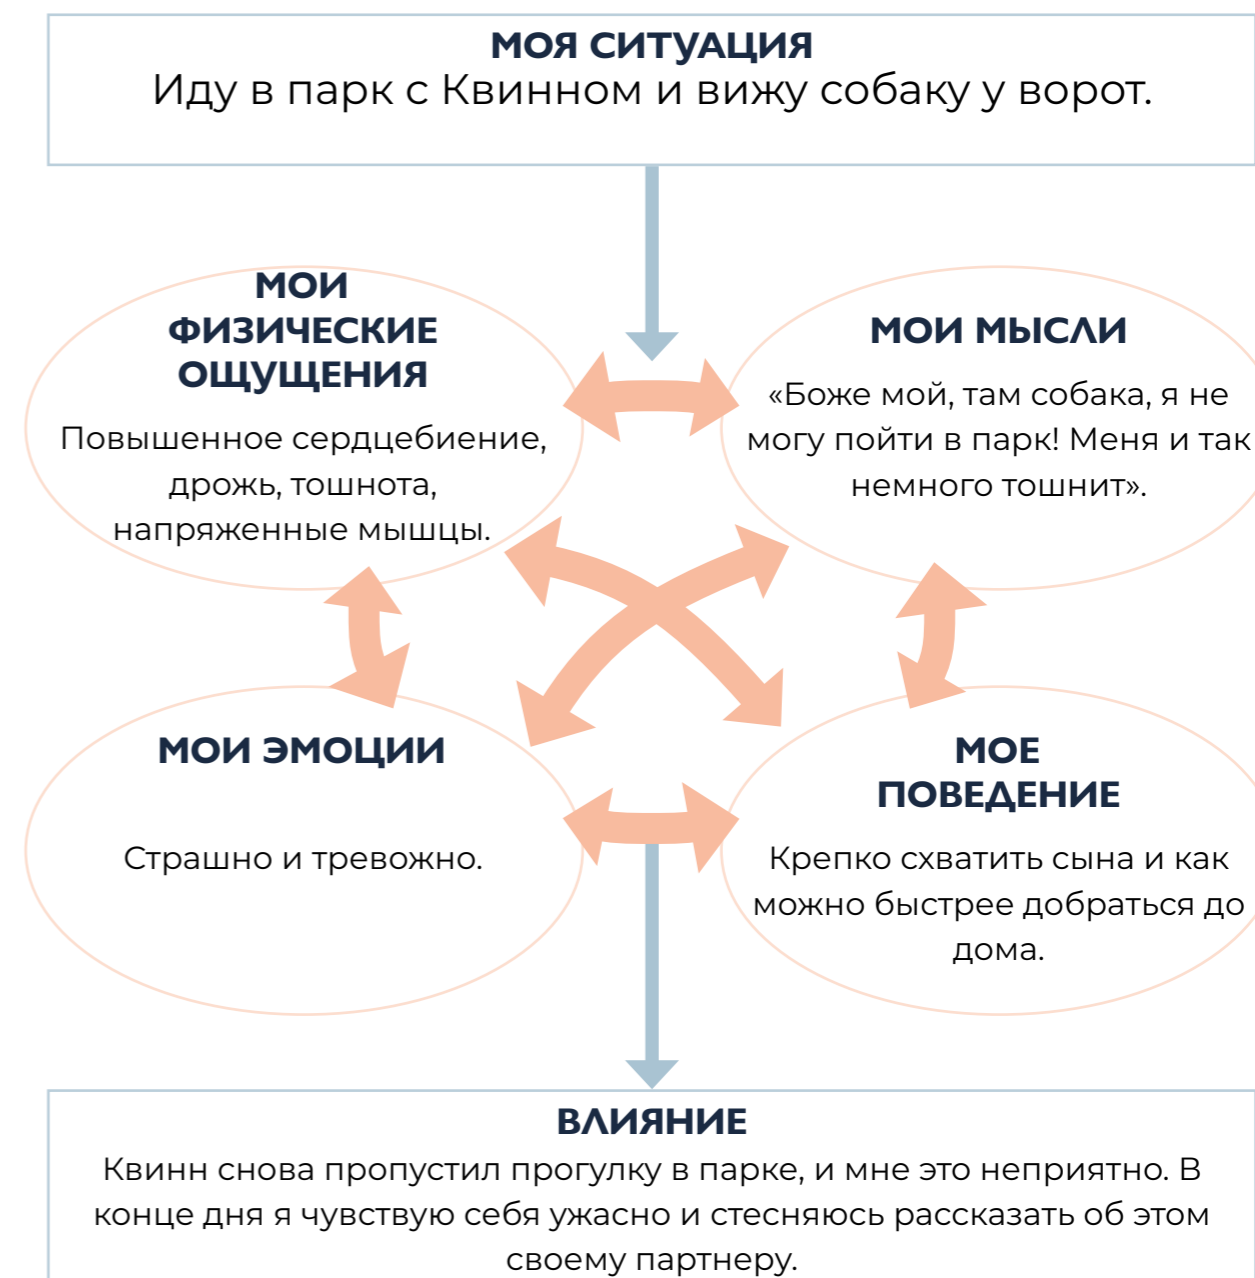 МОЯ СИТУАЦИЯ
Иду в парк с Квинном и вижу собаку у ворот.
МОИ
ФИЗИЧЕСКИЕ
ОЩУЩЕНИЯ
Повышенное сердцебиение,
дрожь, тошнота,
напряженные мышцы.
МОИ МЫСЛИ
«Боже мой, там собака, я не
могу пойти в парк! Меня и так
немного тошнит».
МОИ ЭМОЦИИ
Страшно и тревожно.
МОЕ
ПОВЕДЕНИЕ
Крепко схватить сына и как
можно быстрее добраться до
дома.
ВЛИЯНИЕ
Квинн снова пропустил прогулку в парке, и мне это неприятно. В
конце дня я чувствую себя ужасно и стесняюсь рассказать об этом
своему партнеру.